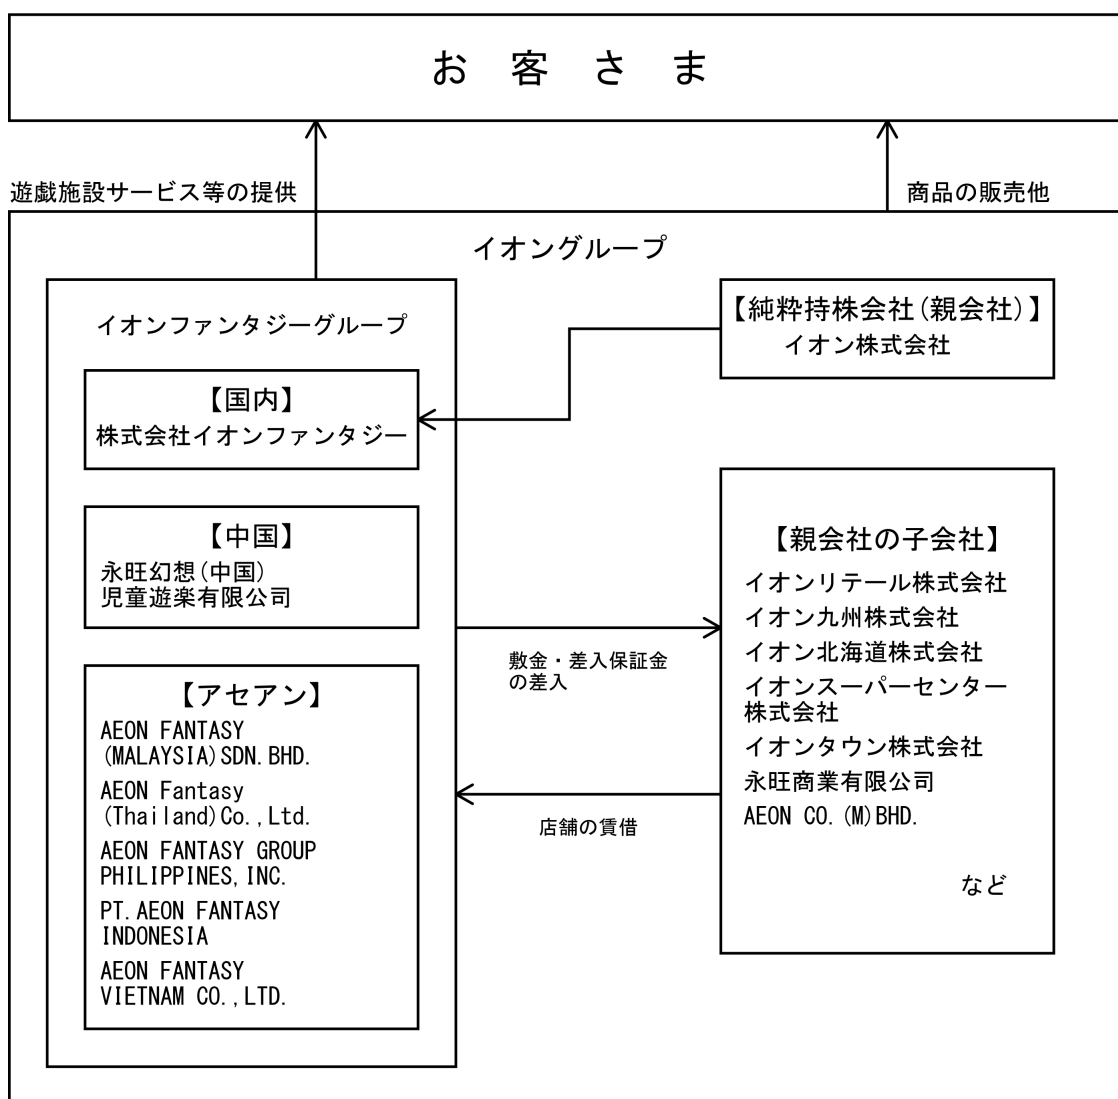 お客さま
遊戯施設サービス等の提供
商品の販売他
イオングループ
イオンファンタジーグループ
【国内】
株式会社イオンファンタジー
【中国】
永旺幻想(中国)
児童遊楽有限公司
【アセアン】
AEON FANTASY
(MALAYSIA)SDN.BHD.
AEON Fantasy
(Thailand)Co.,Ltd.
AEON FANTASY GROUP
PHILIPPINES,INC.
PT.AEON FANTASY
INDONESIA
AEON FANTASY
VIETNAM CO.,LTD.
【純粋持株会社(親会社)】
イオン株式会社
敷金・差入保証金
の差入
店舗の賃借
【親会社の子会社】
イオンリテール株式会社
イオン九州株式会社
イオン北海道株式会社
イオンスーパーセンター
株式会社
イオンタウン株式会社
永旺商業有限公司
AEON CO.(M)BHD.
など